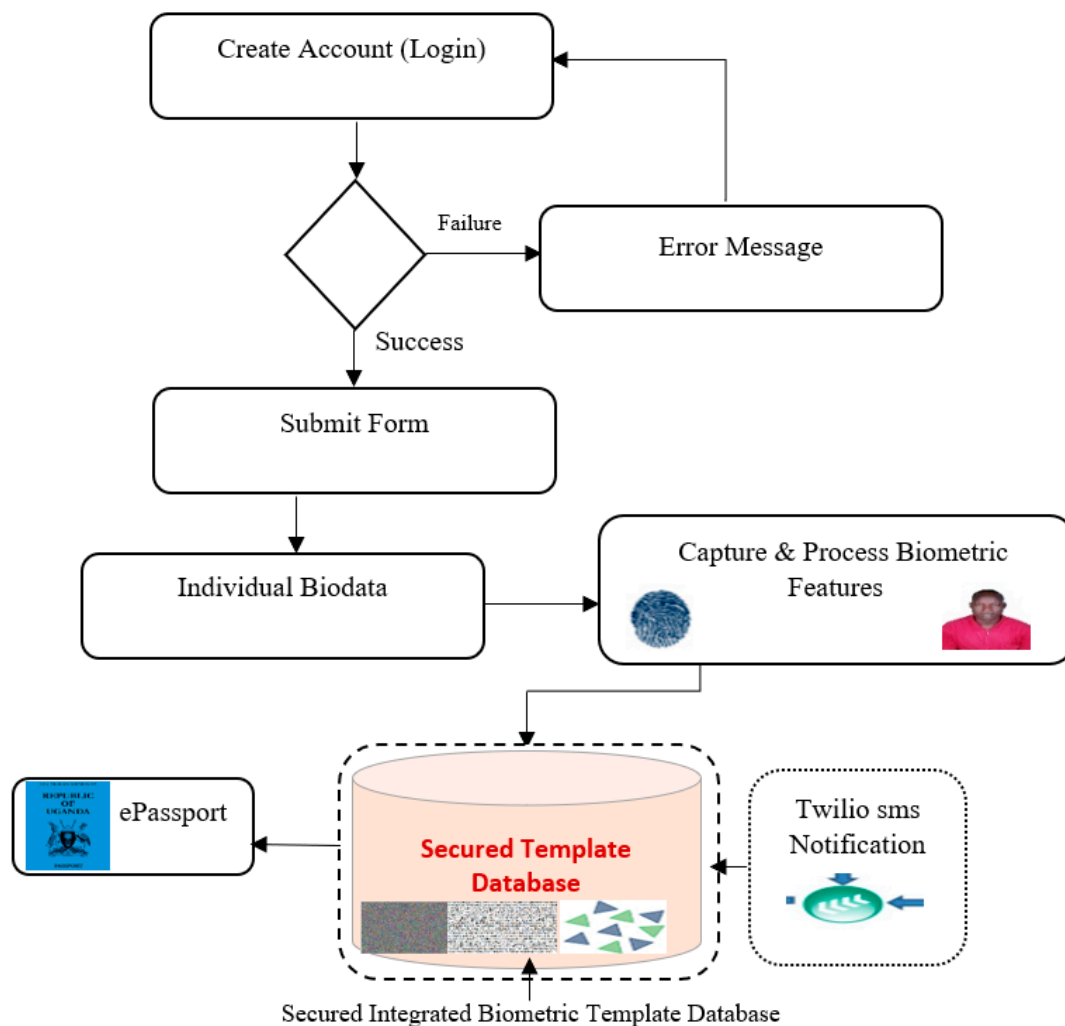 Create Account (Login)
Failure
Error Message
Success
Submit Form
Individual Biodata
Capture & Process Biometric
Features
REPUBLIC
OF
UGANDA
PASSPORT
ePassport
Secured Template
Database
Twilio sms
Notification
Secured Integrated Biometric Template Database